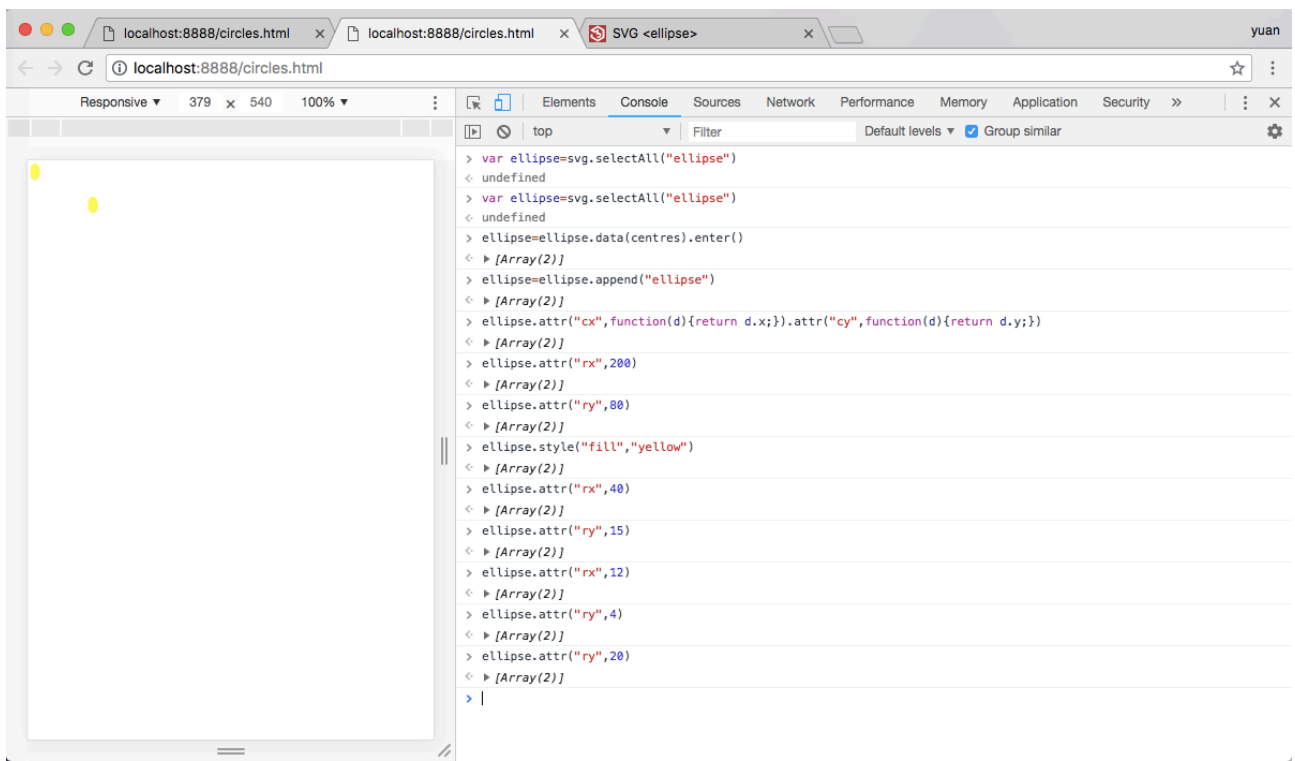 localhost:8888/circles.html localhost:8888/circles.html SVG <ellipse> yuan
localhost:8888/circles.html
Responsive ▼ 379 x 540 100% ▼ Elements Console Sources Network Performance Memory Application Security »
top ▼ Filter Default levels ▼ Group similar
> var ellipse=svg.selectAll("ellipse")
undefined
> var ellipse=svg.selectAll("ellipse")
undefined
> ellipse=ellipse.data(centres).enter()
▶ [Array(2)]
> ellipse=ellipse.append("ellipse")
▶ [Array(2)]
> ellipse.attr("cx",function(d){return d.x;}).attr("cy",function(d){return d.y;})
▶ [Array(2)]
> ellipse.attr("rx",200)
▶ [Array(2)]
> ellipse.attr("ry",80)
▶ [Array(2)]
> ellipse.style("fill","yellow")
▶ [Array(2)]
> ellipse.attr("rx",40)
▶ [Array(2)]
> ellipse.attr("ry",15)
▶ [Array(2)]
> ellipse.attr("rx",12)
▶ [Array(2)]
> ellipse.attr("ry",4)
▶ [Array(2)]
> ellipse.attr("ry",20)
▶ [Array(2)]
>